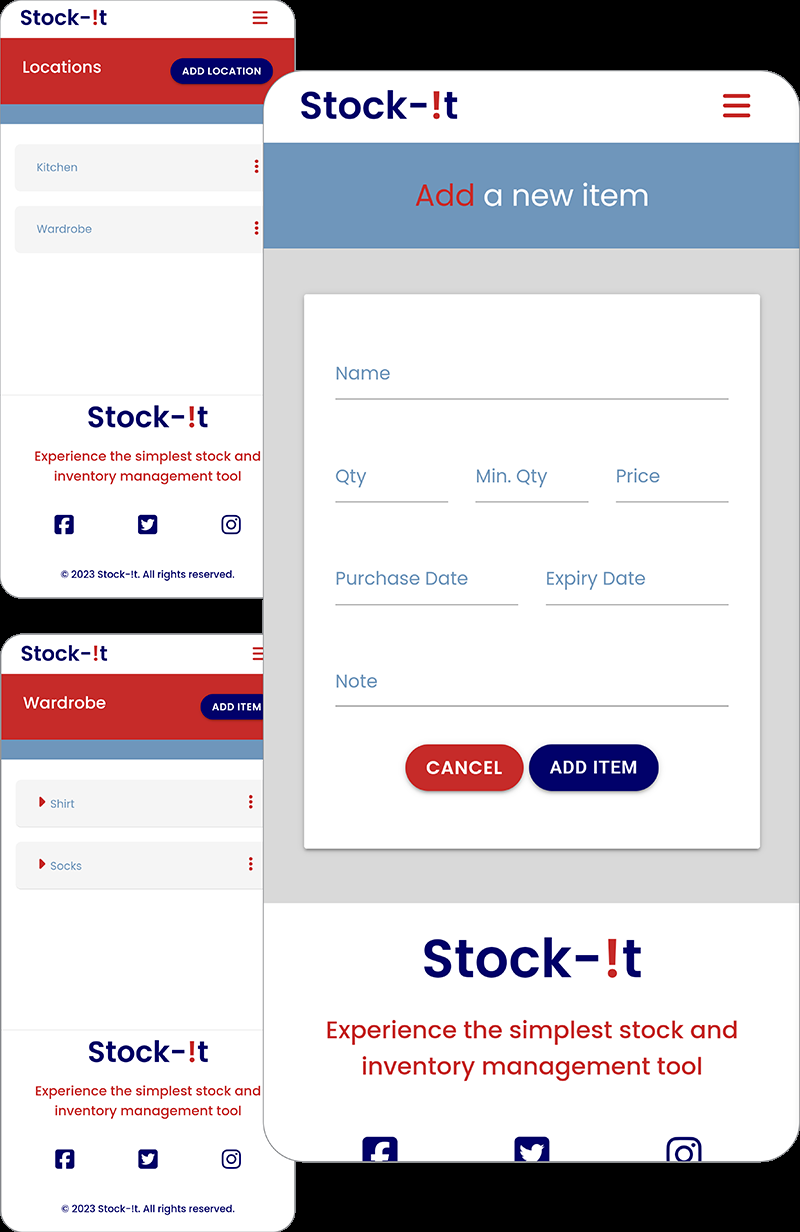 Stock-!t
Locations
ADD LOCATION
Kitchen
Wardrobe
Stock-!t
Experience the simplest stock and
inventory management tool
© 2023 Stock-!t. All rights reserved.
Stock-!t
Wardrobe
ADD ITEM
Shirt
Socks
Stock-!t
Experience the simplest stock and
inventory management tool
© 2023 Stock-!t. All rights reserved.
Stock-!t
Add a new item
Name
Qty Min. Qty Price
Purchase Date Expiry Date
Note
CANCEL ADD ITEM
Stock-!t
Experience the simplest stock and
inventory management tool